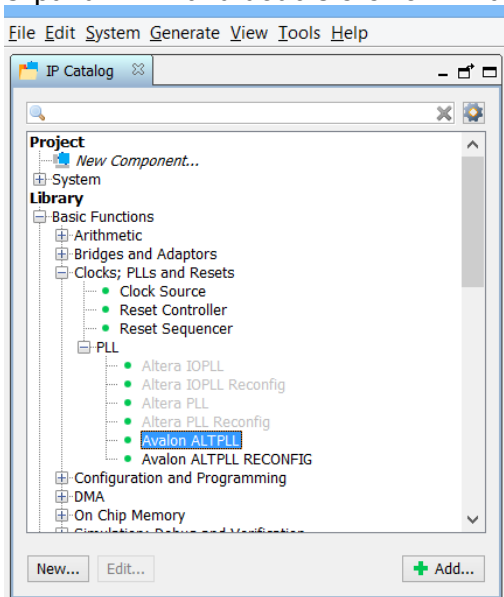 File Edit System Generate View Tools Help
IP Catalog
Project
New Component...
System
Library
Basic Functions
Arithmetic
Bridges and Adaptors
Clocks; PLLs and Resets
Clock Source
Reset Controller
Reset Sequencer
PLL
Altera IOPLL
Altera IOPLL Reconfig
Altera PLL
Altera PLL Reconfig
Avalon ALTPLL
Avalon ALTPLL RECONFIG
Configuration and Programming
DMA
On Chip Memory
New... Edit... Add...